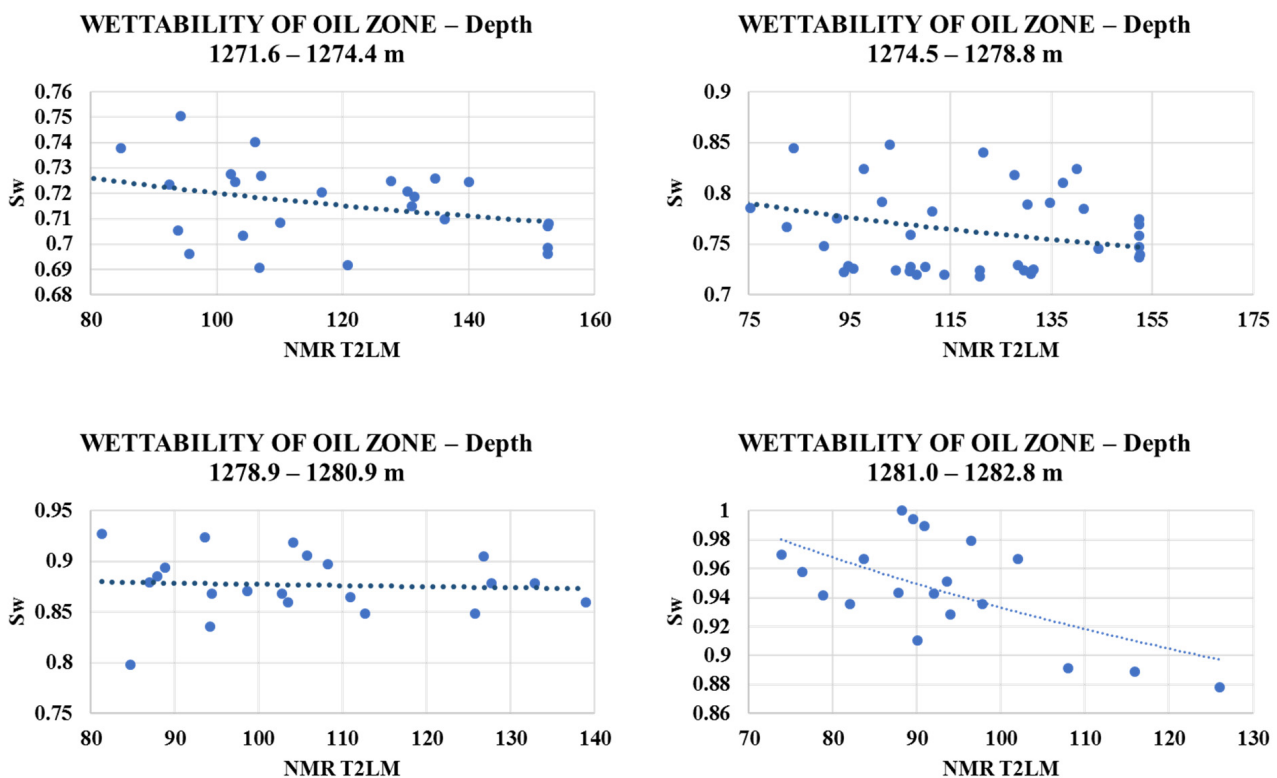 WETTABILITY OF OIL ZONE – Depth
1271.6 – 1274.4 m
0.76
0.75
0.74
0.73
0.72
0.71
0.7
0.69
0.68
Sw
80 100 120 140 160
NMR T2LM
WETTABILITY OF OIL ZONE – Depth
1274.5 – 1278.8 m
0.9
0.85
0.8
0.75
0.7
Sw
75 95 115 135 155 175
NMR T2LM
WETTABILITY OF OIL ZONE – Depth
1278.9 – 1280.9 m
0.95
0.9
0.85
0.8
0.75
Sw
80 90 100 110 120 130 140
NMR T2LM
WETTABILITY OF OIL ZONE – Depth
1281.0 – 1282.8 m
1
0.98
0.96
0.94
0.92
0.9
0.88
0.86
Sw
70 80 90 100 110 120 130
NMR T2LM